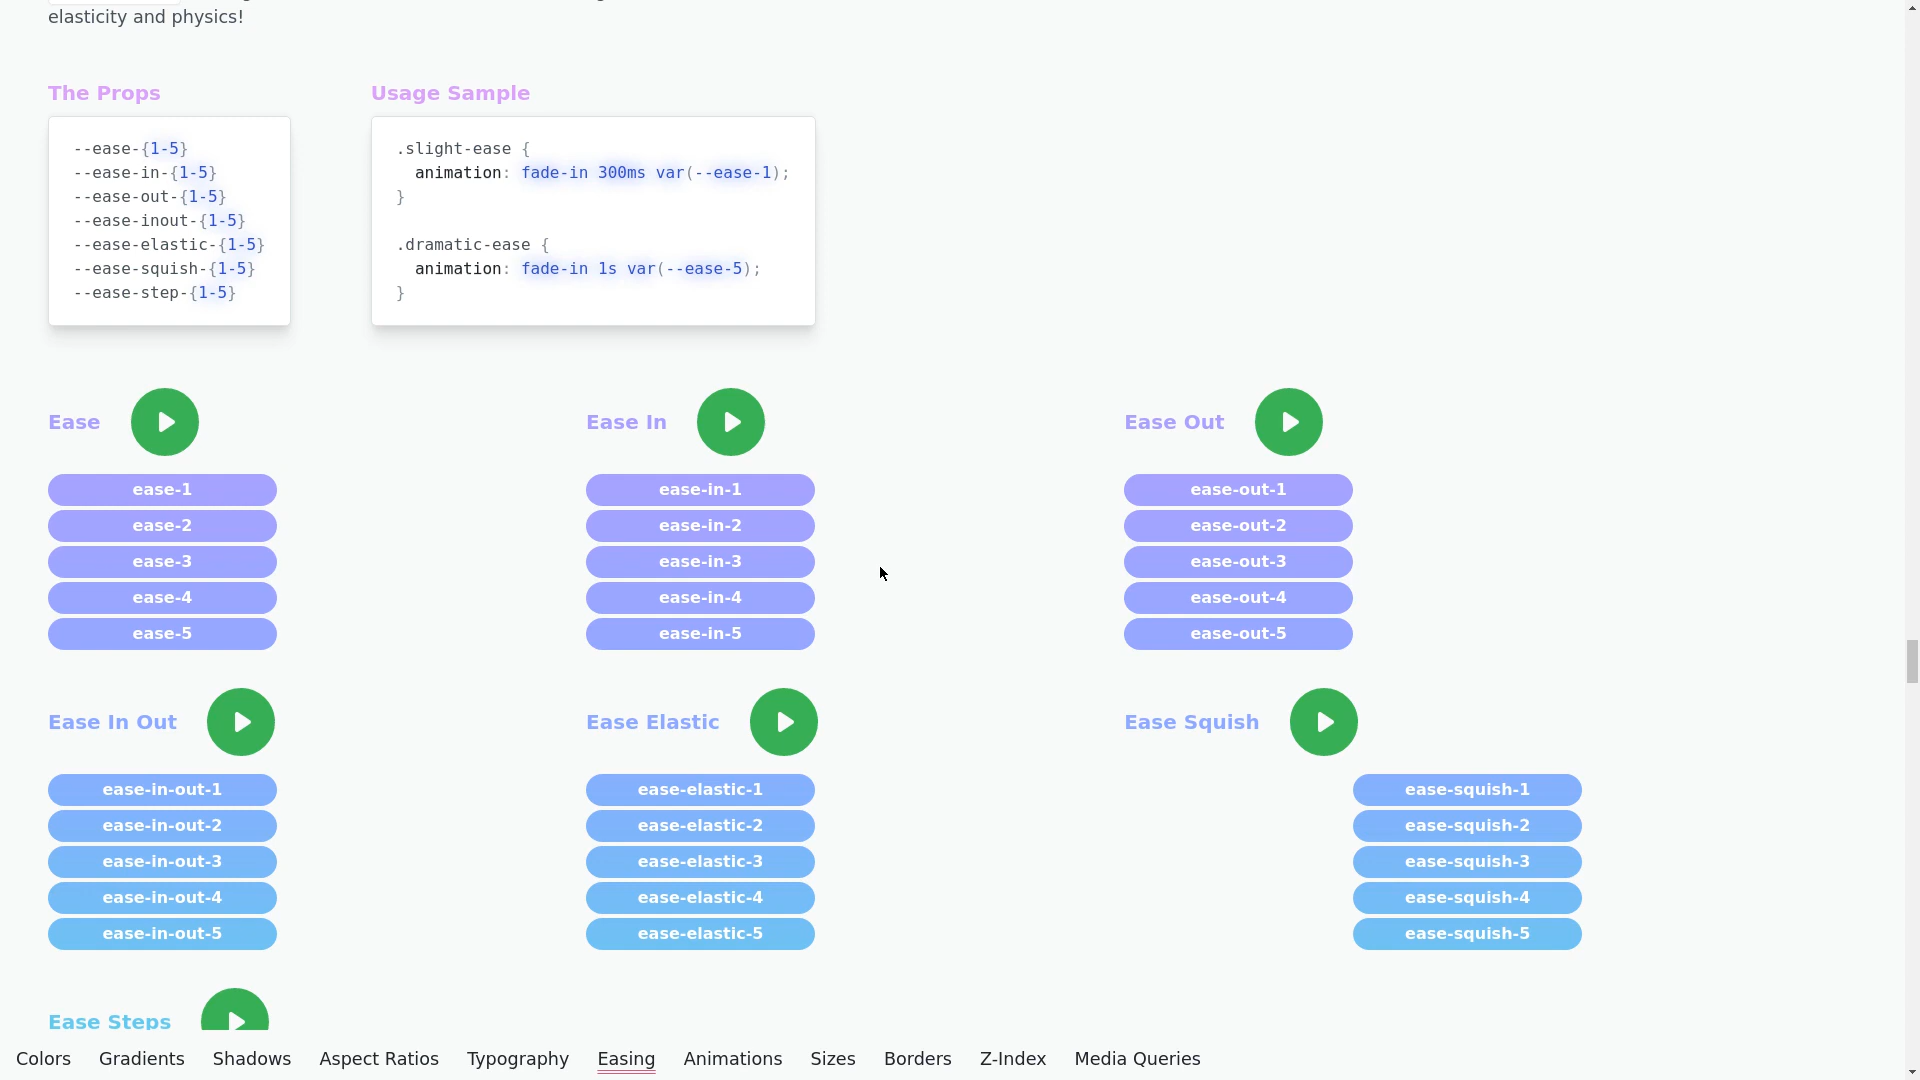 elasticity and physics!
The Props
--ease-{1-5}
--ease-in-{1-5}
--ease-out-{1-5}
--ease-inout-{1-5}
--ease-elastic-{1-5}
--ease-squish-{1-5}
--ease-step-{1-5}
Usage Sample
.slight-ease {
  animation: fade-in 300ms var(--ease-1);
}

.dramatic-ease {
  animation: fade-in 1s var(--ease-5);
}
Ease
ease-1
ease-2
ease-3
ease-4
ease-5
Ease In
ease-in-1
ease-in-2
ease-in-3
ease-in-4
ease-in-5
Ease Out
ease-out-1
ease-out-2
ease-out-3
ease-out-4
ease-out-5
Ease In Out
ease-in-out-1
ease-in-out-2
ease-in-out-3
ease-in-out-4
ease-in-out-5
Ease Elastic
ease-elastic-1
ease-elastic-2
ease-elastic-3
ease-elastic-4
ease-elastic-5
Ease Squish
ease-squish-1
ease-squish-2
ease-squish-3
ease-squish-4
ease-squish-5
Ease Steps
Colors Gradients Shadows Aspect Ratios Typography Easing Animations Sizes Borders Z-Index Media Queries